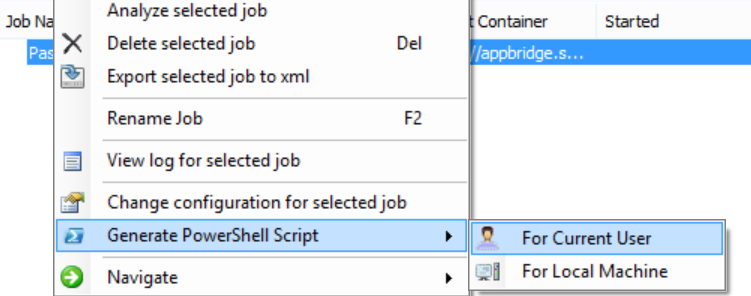 Analyze selected job
Job Na
t Container
Started
Delete selected job Del
Pas
//appbridge.s...
Export selected job to xml
Rename Job F2
View log for selected job
Change configuration for selected job
Generate PowerShell Script
For Current User
For Local Machine
Navigate